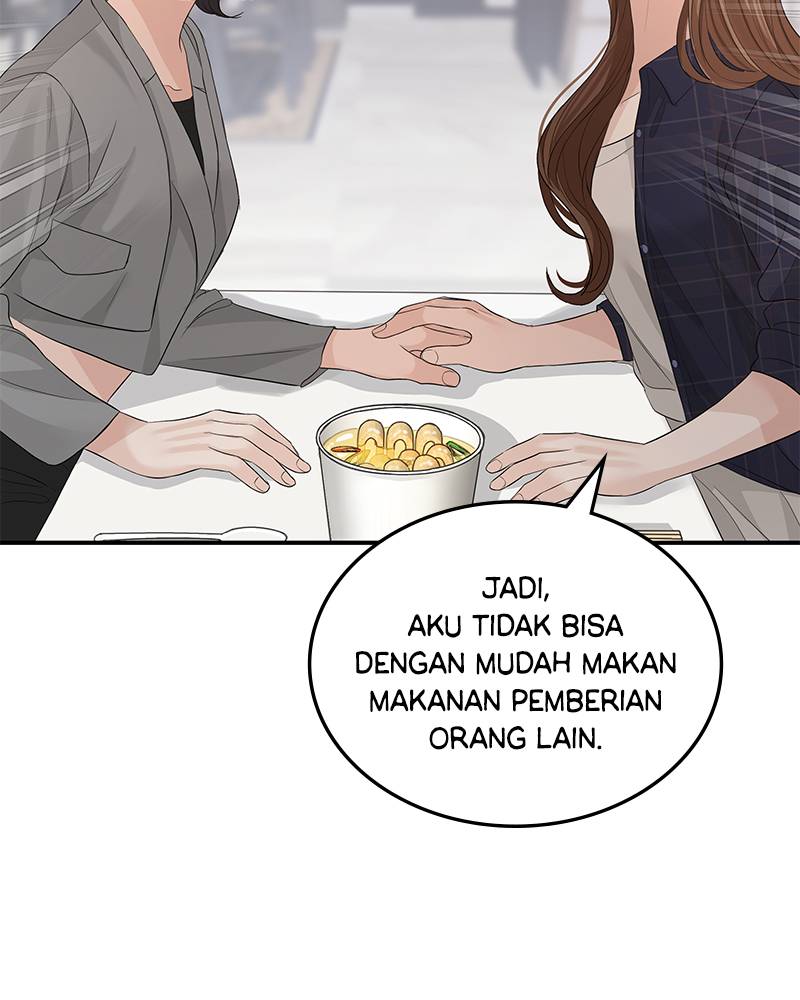 JADI,
AKU TIDAK BISA
DENGAN MUDAH MAKAN
MAKANAN PEMBERIAN
ORANG LAIN.